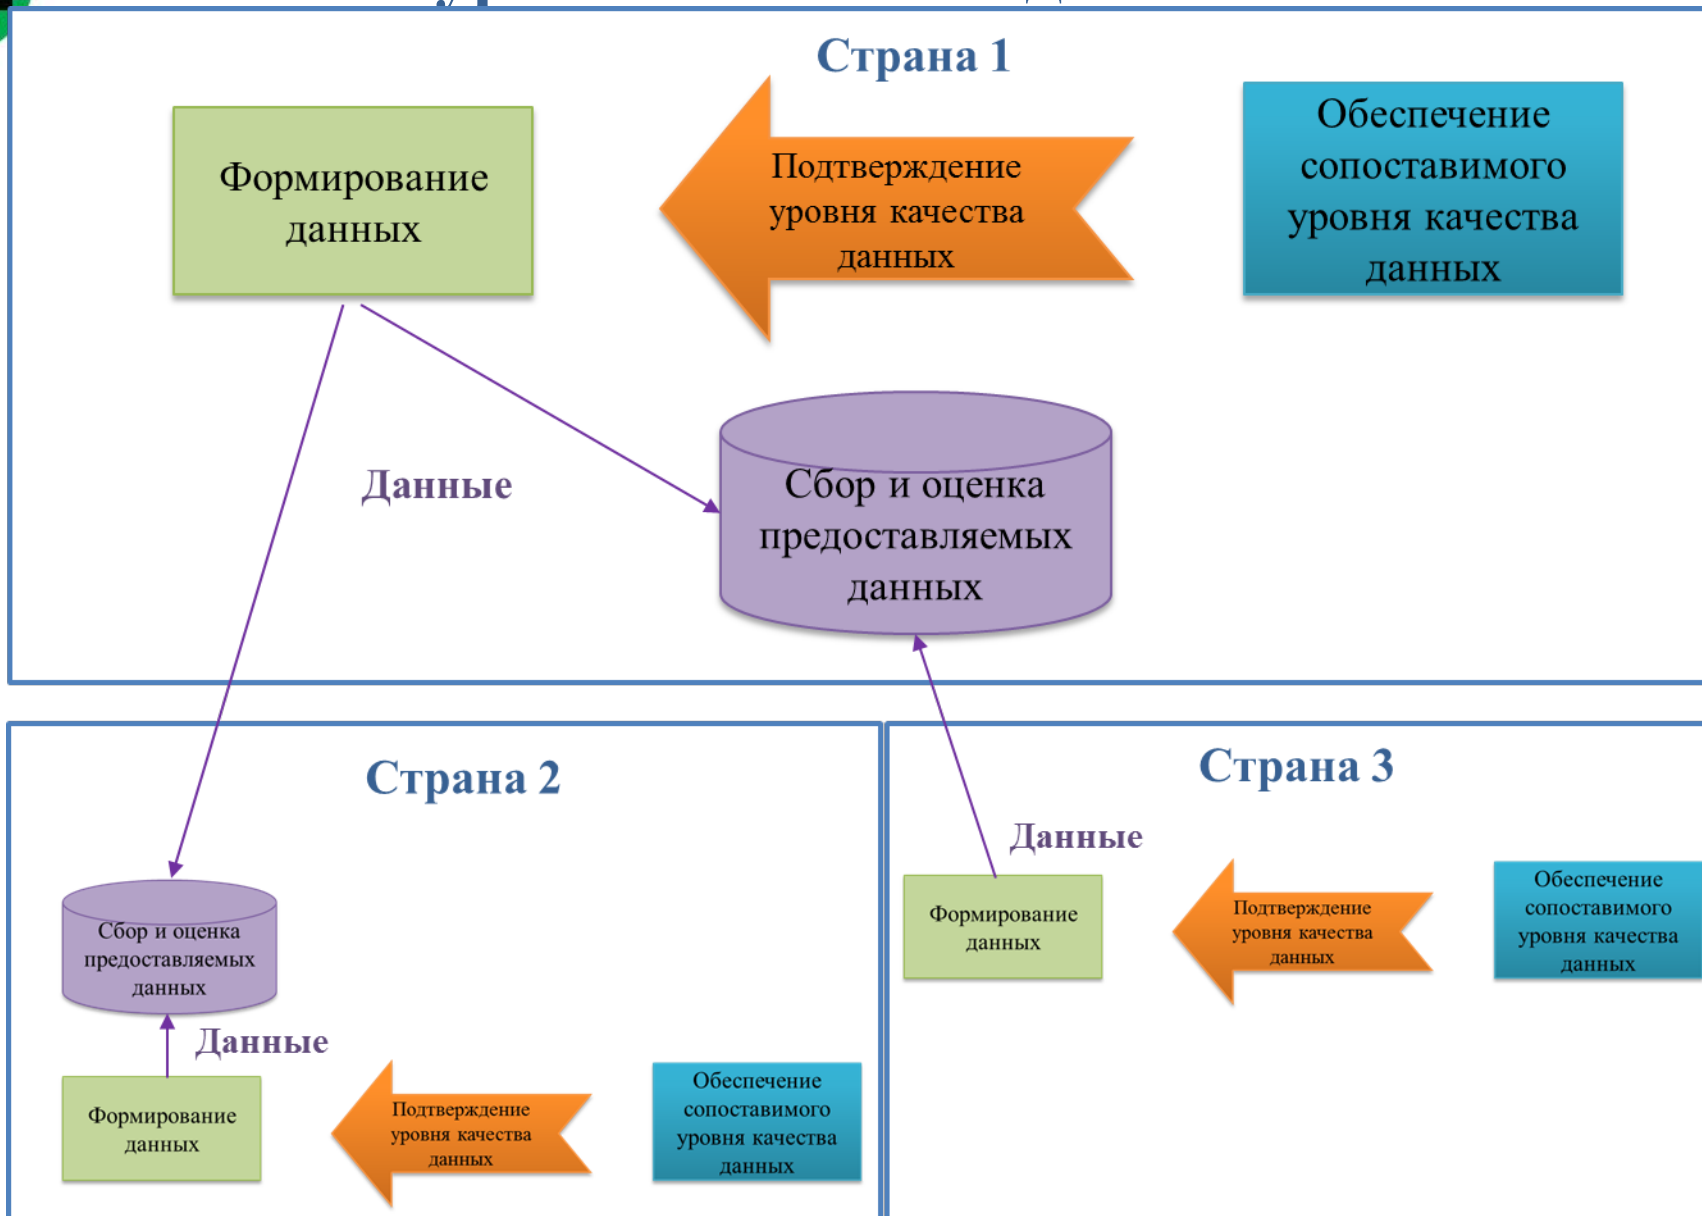 Страна 1
Формирование
данных
Подтверждение
уровня качества
данных
Обеспечение
сопоставимого
уровня качества
данных
Данные
Сбор и оценка
предоставляемых
данных
Страна 2
Сбор и оценка
предоставляемых
данных
Данные
Формирование
данных
Подтверждение
уровня качества
данных
Обеспечение
сопоставимого
уровня качества
данных
Страна 3
Данные
Формирование
данных
Подтверждение
уровня качества
данных
Обеспечение
сопоставимого
уровня качества
данных